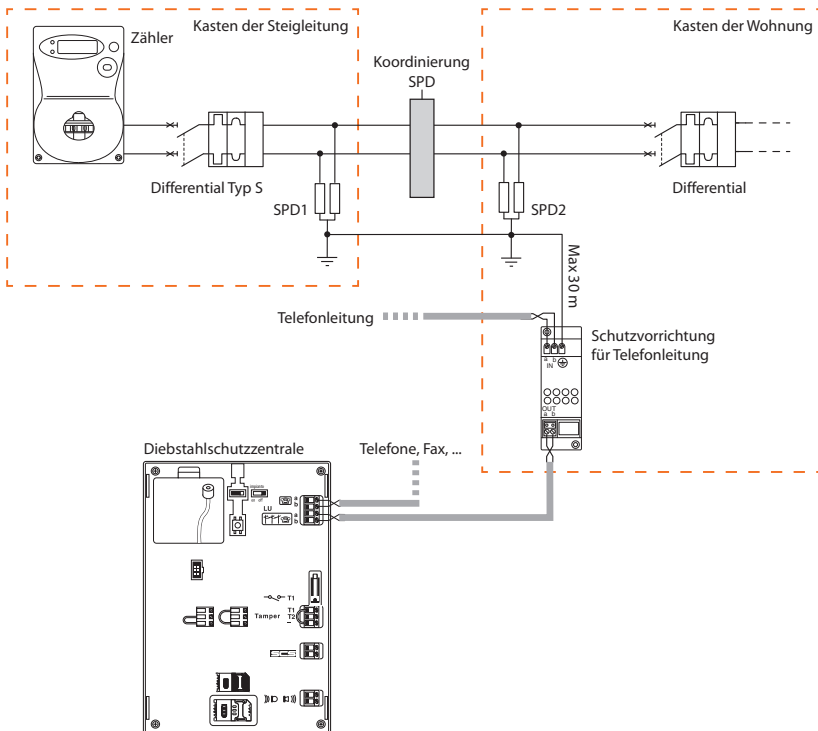 Kasten der Steigleitung
Kasten der Wohnung
Zähler
Koordinierung
SPD
Differential Typ S
SPD1
SPD2
Differential
Max 30 m
Telefonleitung
Schutzvorrichtung
für Telefonleitung
a b
IN
OUT
a b
Diebstahlschutzzentrale
Telefone, Fax, ...
a
b
LU
a
b
T1
T1
Tamper T2